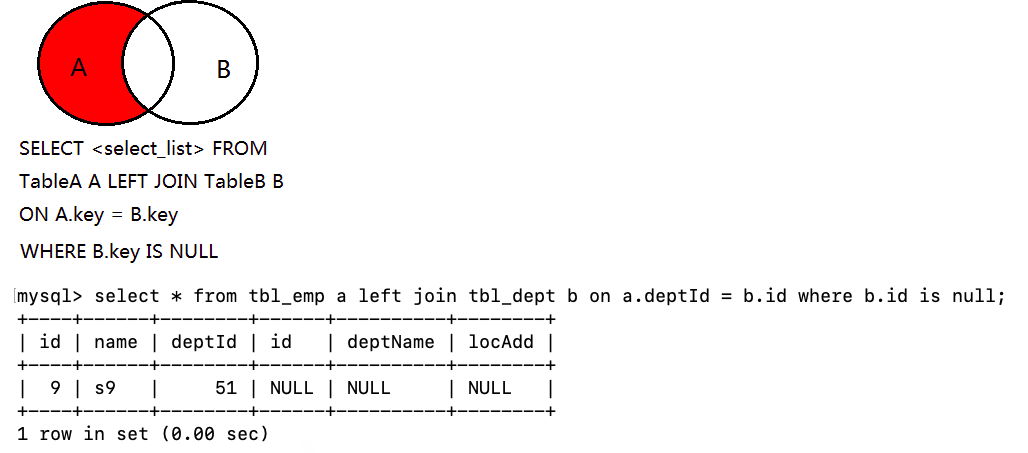 A B
SELECT <select_list> FROM
TableA A LEFT JOIN TableB B
ON A.key = B.key
WHERE B.key IS NULL
mysql> select * from tbl_emp a left join tbl_dept b on a.deptId = b.id where b.id is null;
+----+------+--------+------+----------+--------+
| id | name | deptId | id   | deptName | locAdd |
+----+------+--------+------+----------+--------+
|  9 | s9   |     51 | NULL | NULL     | NULL   |
+----+------+--------+------+----------+--------+
1 row in set (0.00 sec)